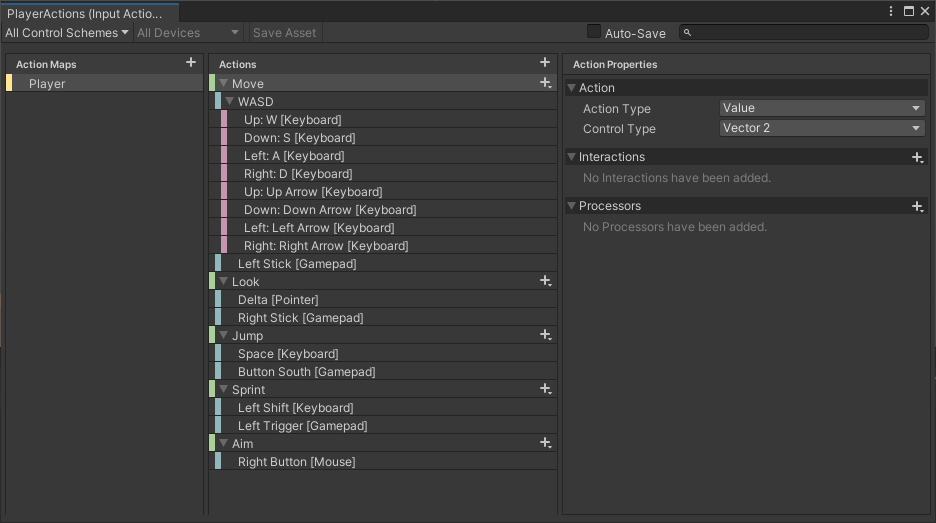 PlayerActions (Input Actio...
All Control Schemes All Devices Save Asset Auto-Save
Action Maps Actions Action Properties
Player
Move
WASD
Up: W [Keyboard]
Down: S [Keyboard]
Left: A [Keyboard]
Right: D [Keyboard]
Up: Up Arrow [Keyboard]
Down: Down Arrow [Keyboard]
Left: Left Arrow [Keyboard]
Right: Right Arrow [Keyboard]
Left Stick [Gamepad]
Look
Delta [Pointer]
Right Stick [Gamepad]
Jump
Space [Keyboard]
Button South [Gamepad]
Sprint
Left Shift [Keyboard]
Left Trigger [Gamepad]
Aim
Right Button [Mouse]
Action
Action Type Value
Control Type Vector 2
Interactions
No Interactions have been added.
Processors
No Processors have been added.